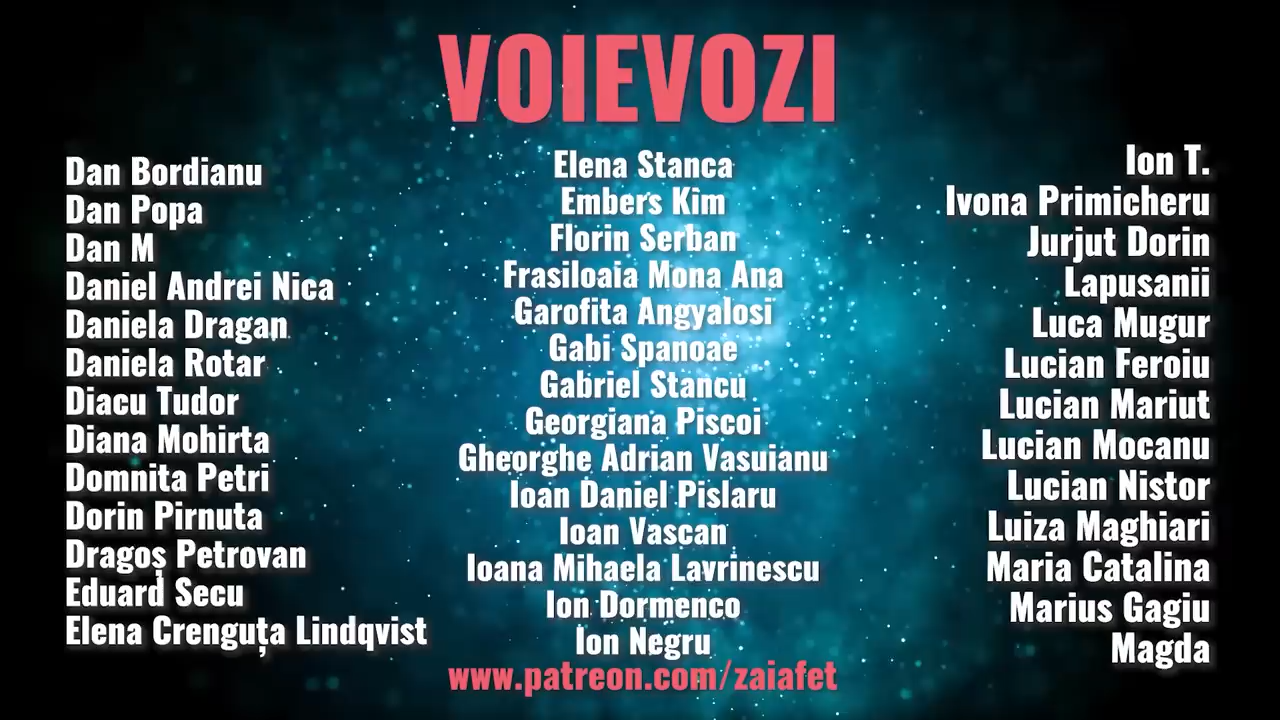 VOIEVOZI
Dan Bordianu
Dan Popa
Dan M
Daniel Andrei Nica
Daniela Dragan
Daniela Rotar
Diacu Tudor
Diana Mohirta
Domnita Petri
Dorin Pirnuta
Dragoș Petrovan
Eduard Secu
Elena Crenguța Lindqvist
Elena Stanca
Embers Kim
Florin Serban
Frasiloaia Mona Ana
Garofita Angyalosi
Gabi Spanoae
Gabriel Stancu
Georgiana Piscoi
Gheorghe Adrian Vasuianu
Ioan Daniel Pislaru
Ioan Vascan
Ioana Mihaela Lavrinescu
Ion Dormenco
Ion Negru
Ion T.
Ivona Primicheru
Jurjut Dorin
Lapusanii
Luca Mugur
Lucian Feroiu
Lucian Mariut
Lucian Mocanu
Lucian Nistor
Luiza Maghiari
Maria Catalina
Marius Gagiu
Magda
www.patreon.com/zaiafet